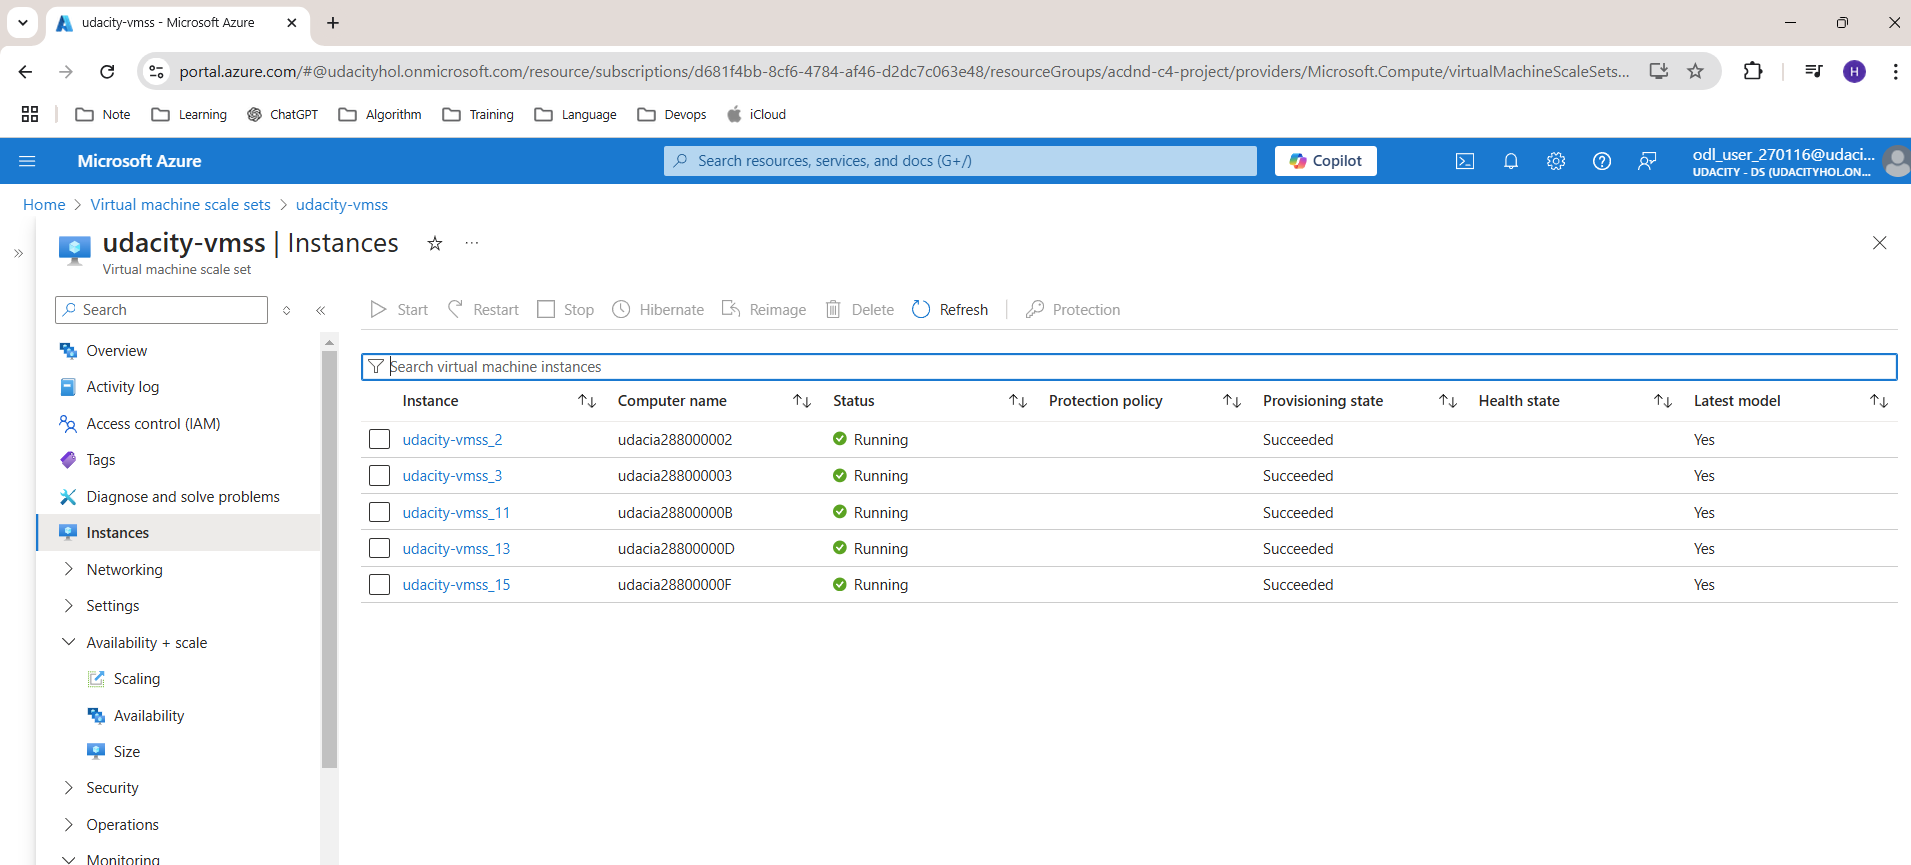 udacity-vmss - Microsoft Azure
portal.azure.com/#@udacityhol.onmicrosoft.com/resource/subscriptions/d681f4bb-8cf6-4784-af46-d2dc7c063e48/resourceGroups/acdnd-c4-project/providers/Microsoft.Compute/virtualMachineScaleSets...
H
Note Learning ChatGPT Algorithm Training Language Devops iCloud
Microsoft Azure
Search resources, services, and docs (G+/)
Copilot
odl_user_270116@udaci...
UDACITY - DS (UDACITYHOL.ON...
Home > Virtual machine scale sets > udacity-vmss
udacity-vmss | Instances
Virtual machine scale set
Search
Start Restart Stop Hibernate Reimage Delete Refresh Protection
Overview
Activity log
Access control (IAM)
Tags
Diagnose and solve problems
Instances
Networking
Settings
Availability + scale
Scaling
Availability
Size
Security
Operations
Monitoring
Search virtual machine instances
Instance Computer name Status Protection policy Provisioning state Health state Latest model
udacity-vmss_2 udacia288000002 Running Succeeded Yes
udacity-vmss_3 udacia288000003 Running Succeeded Yes
udacity-vmss_11 udacia28800000B Running Succeeded Yes
udacity-vmss_13 udacia28800000D Running Succeeded Yes
udacity-vmss_15 udacia28800000F Running Succeeded Yes